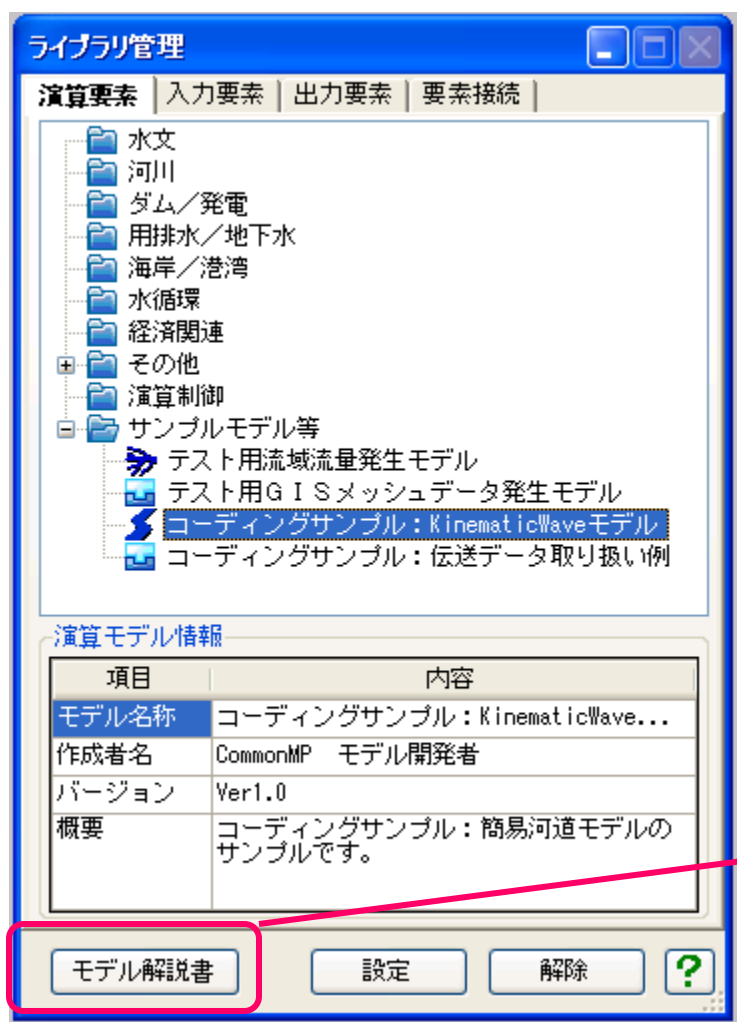 ライブラリ管理
演算要素 入力要素 出力要素 要素接続
水文
河川
ダム／発電
用排水／地下水
海岸／港湾
水循環
経済関連
その他
演算制御
サンプルモデル等
テスト用流域流量発生モデル
テスト用ＧＩＳメッシュデータ発生モデル
コーディングサンプル：KinematicWaveモデル
コーディングサンプル：伝送データ取り扱い例
演算モデル情報
項目 内容
モデル名称 コーディングサンプル：KinematicWave...
作成者名 CommonMP　モデル開発者
バージョン Ver1.0
概要 コーディングサンプル：簡易河道モデルの
サンプルです。
モデル解説書 設定 解除 ?